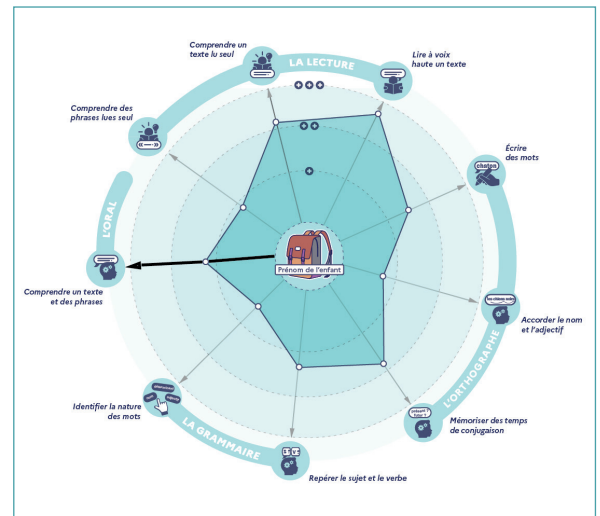 Comprendre un
texte lu seul
LA LECTURE
Lire à voix
haute un texte
Comprendre des
phrases lues seul
chaton
Écrire
des mots
L'ORAL
Prénom de l'enfant
Comprendre un texte
et des phrases
Accorder le nom
et l'adjectif
L'ORTHOGRAPHE
Identifier la nature
des mots
présent ?
futur ?
Mémoriser des temps
de conjugaison
LA GRAMMAIRE
Repérer le sujet et le verbe